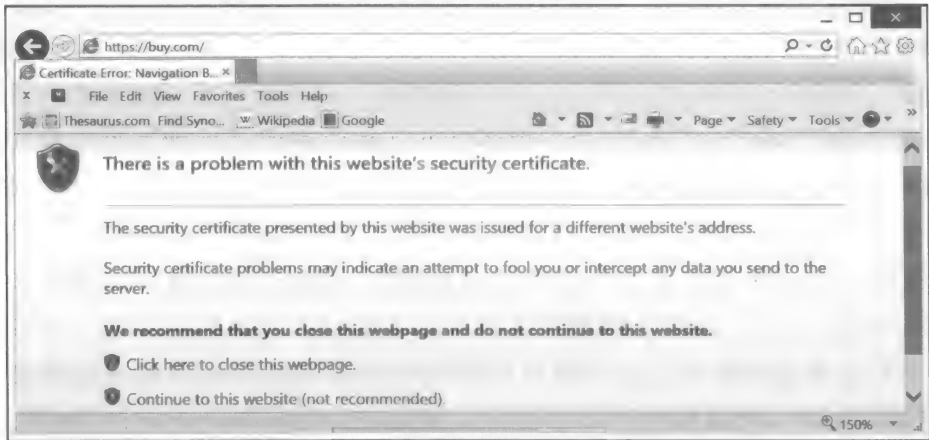 https://buy.com/
Certificate Error: Navigation B... ×
x File Edit View Favorites Tools Help
Thesaurus.com Find Syno... W Wikipedia Google Page Safety Tools »
There is a problem with this website's security certificate.
The security certificate presented by this website was issued for a different website's address.
Security certificate problems may indicate an attempt to fool you or intercept any data you send to the
server.
We recommend that you close this webpage and do not continue to this website.
Click here to close this webpage.
Continue to this website (not recommended).
150%